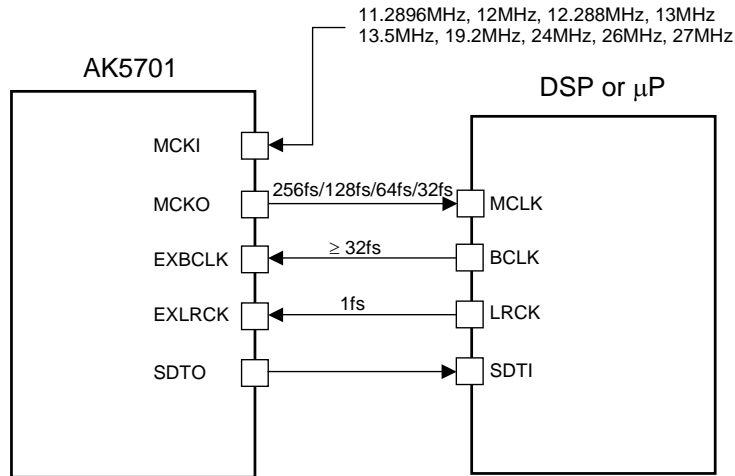 11.2896MHz, 12MHz, 12.288MHz, 13MHz
13.5MHz, 19.2MHz, 24MHz, 26MHz, 27MHz
AK5701
DSP or μP
MCKI
MCKO
256fs/128fs/64fs/32fs
MCLK
EXBCLK
≥ 32fs
BCLK
EXLRCK
1fs
LRCK
SDTO
SDTI